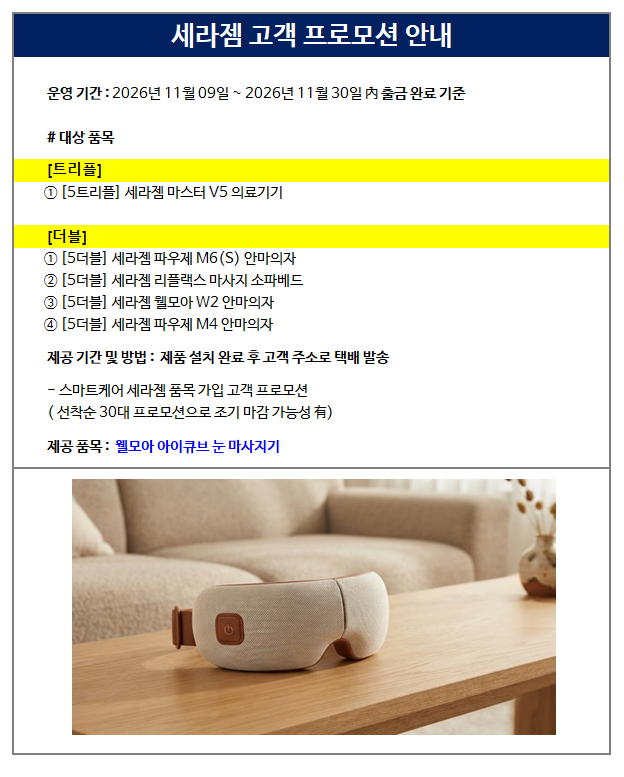 세라젬 고객 프로모션 안내
운영 기간 : 2026년 11월 09일 ~ 2026년 11월 30일 內 출금 완료 기준
# 대상 품목
[트리플]
① [5트리플] 세라젬 마스터 V5 의료기기
[더블]
① [5더블] 세라젬 파우제 M6(S) 안마의자
② [5더블] 세라젬 리플랙스 마사지 소파베드
③ [5더블] 세라젬 웰모아 W2 안마의자
④ [5더블] 세라젬 파우제 M4 안마의자
제공 기간 및 방법 : 제품 설치 완료 후 고객 주소로 택배 발송
- 스마트케어 세라젬 품목 가입 고객 프로모션
( 선착순 30대 프로모션으로 조기 마감 가능성 有)
제공 품목 : 웰모아 아이큐브 눈 마사지기